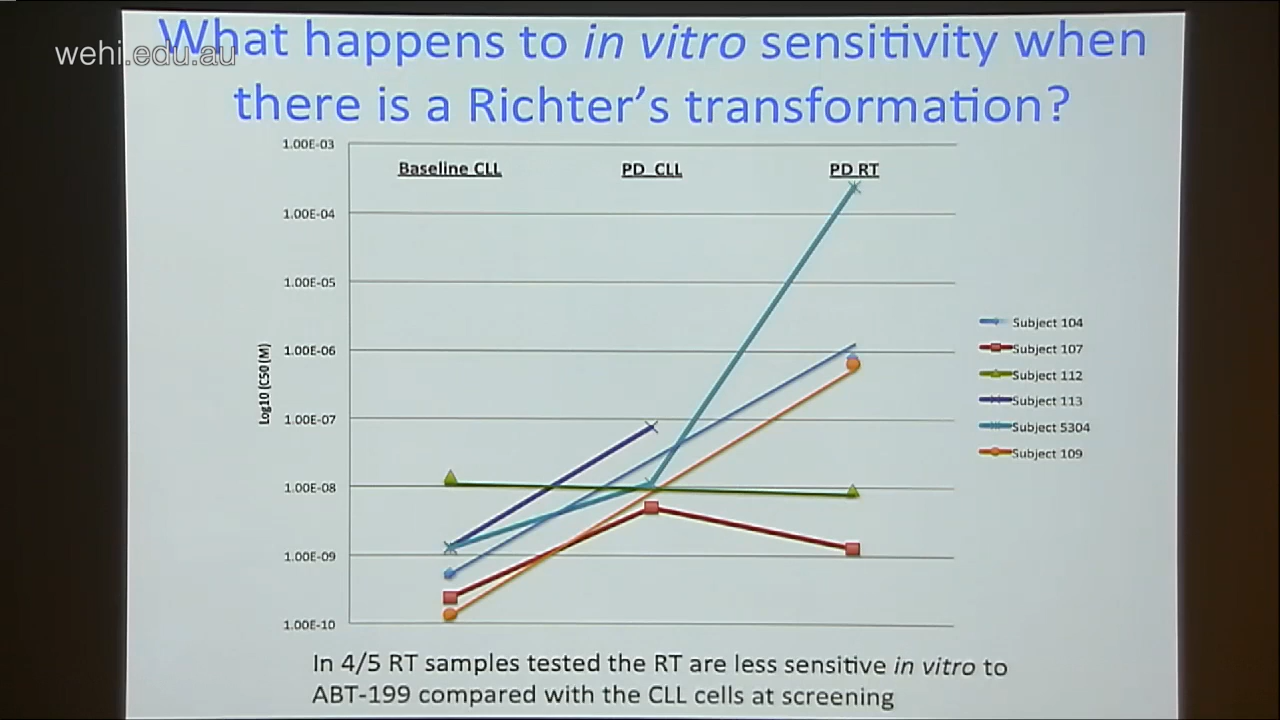 wehi.edu.au
What happens to in vitro sensitivity when
there is a Richter's transformation?
1.00E-03
Baseline CLL PD CLL PD RT
1.00E-04
1.00E-05
1.00E-06
1.00E-07
1.00E-08
1.00E-09
1.00E-10
Log10 (C50 (M)
Subject 104
Subject 107
Subject 112
Subject 113
Subject 5304
Subject 109
In 4/5 RT samples tested the RT are less sensitive in vitro to
ABT-199 compared with the CLL cells at screening